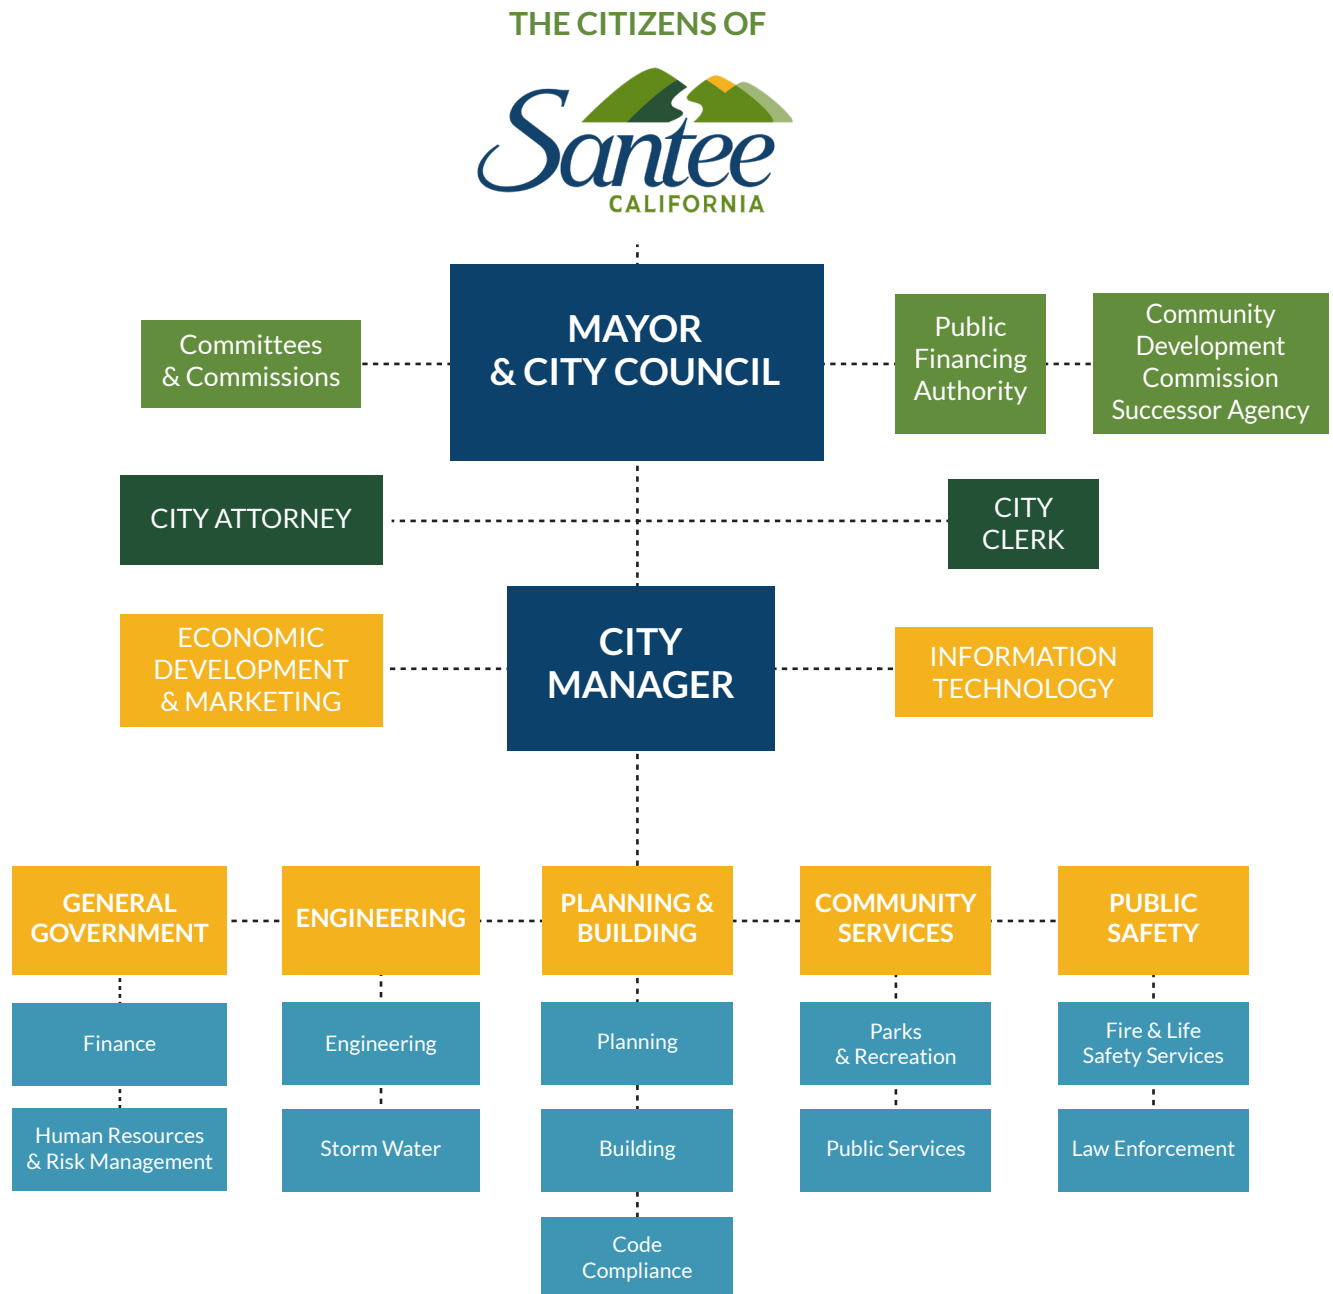 THE CITIZENS OF
Santee
CALIFORNIA
MAYOR
& CITY COUNCIL
Committees
& Commissions
Public
Financing
Authority
Community
Development
Commission
Successor Agency
CITY ATTORNEY
CITY
CLERK
CITY
MANAGER
ECONOMIC
DEVELOPMENT
& MARKETING
INFORMATION
TECHNOLOGY
GENERAL
GOVERNMENT
Finance
Human Resources
& Risk Management
ENGINEERING
Engineering
Storm Water
PLANNING &
BUILDING
Planning
Building
Code
Compliance
COMMUNITY
SERVICES
Parks
& Recreation
Public Services
PUBLIC
SAFETY
Fire & Life
Safety Services
Law Enforcement